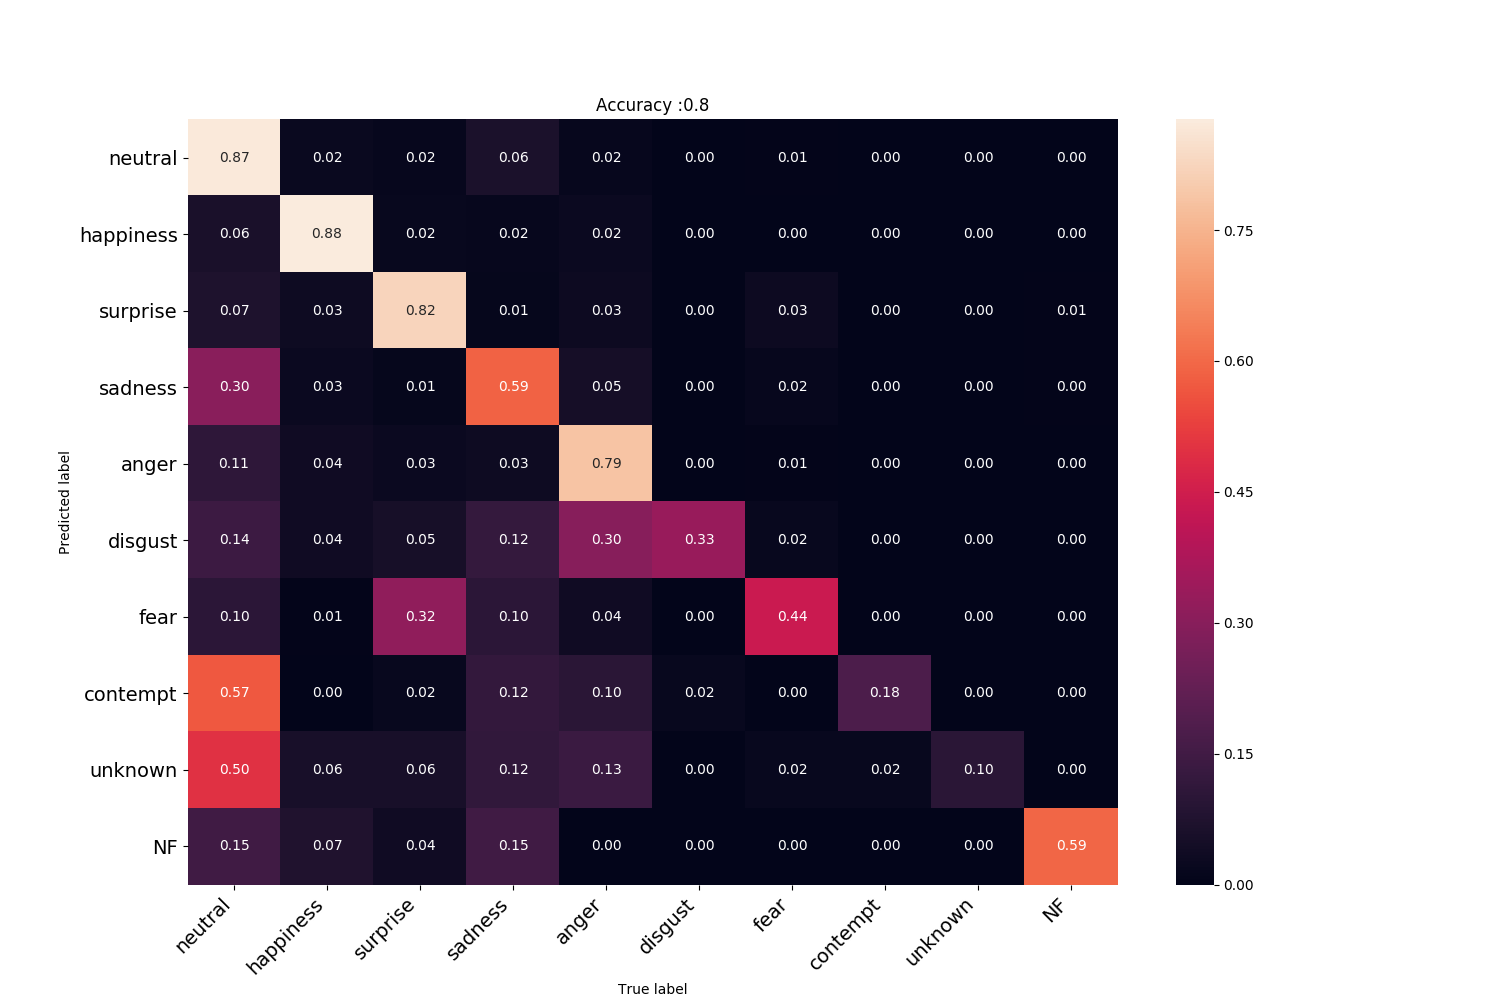 Accuracy :0.8
neutral 0.87 0.02 0.02 0.06 0.02 0.00 0.01 0.00 0.00 0.00
happiness 0.06 0.88 0.02 0.02 0.02 0.00 0.00 0.00 0.00 0.00
surprise 0.07 0.03 0.82 0.01 0.03 0.00 0.03 0.00 0.00 0.01
sadness 0.30 0.03 0.01 0.59 0.05 0.00 0.02 0.00 0.00 0.00
anger 0.11 0.04 0.03 0.03 0.79 0.00 0.01 0.00 0.00 0.00
disgust 0.14 0.04 0.05 0.12 0.30 0.33 0.02 0.00 0.00 0.00
fear 0.10 0.01 0.32 0.10 0.04 0.00 0.44 0.00 0.00 0.00
contempt 0.57 0.00 0.02 0.12 0.10 0.02 0.00 0.18 0.00 0.00
unknown 0.50 0.06 0.06 0.12 0.13 0.00 0.02 0.02 0.10 0.00
NF 0.15 0.07 0.04 0.15 0.00 0.00 0.00 0.00 0.00 0.59
neutral happiness surprise sadness anger disgust fear contempt unknown NF
True label
Predicted label
0.75
0.60
0.45
0.30
0.15
0.00